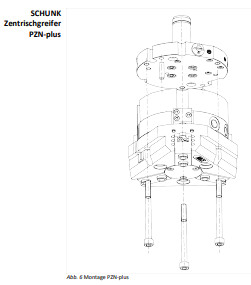 SCHUNK
Zentrischgreifer
PZN-plus
Abb. 6 Montage PZN-plus